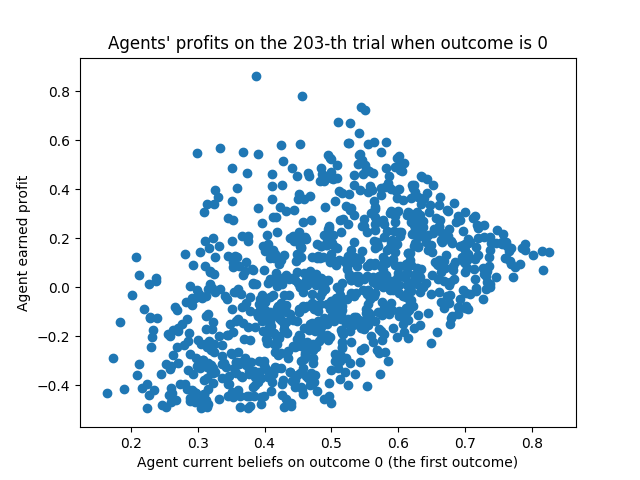 Agents' profits on the 203-th trial when outcome is 0
Agent earned profit
0.8
0.6
0.4
0.2
0.0
−0.2
−0.4
0.2 0.3 0.4 0.5 0.6 0.7 0.8
Agent current beliefs on outcome 0 (the first outcome)